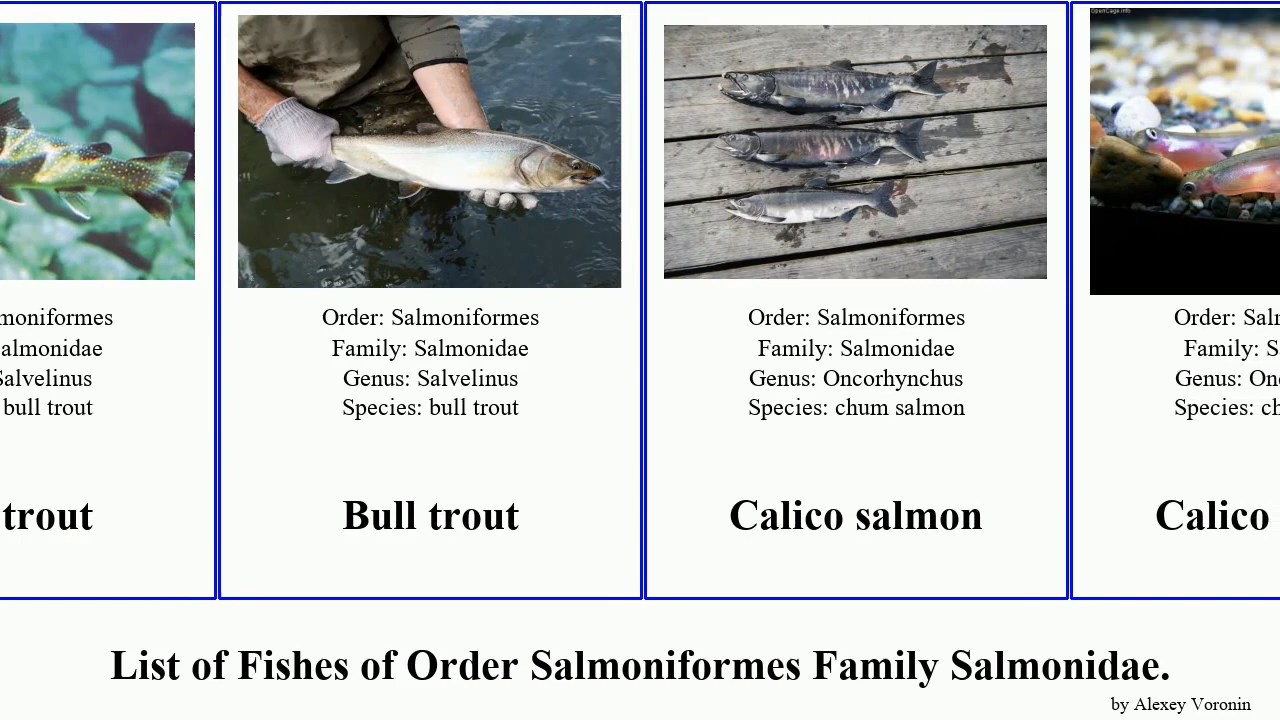 moniformes
almonidae
Salvelinus
bull trout
trout
Order: Salmoniformes
Family: Salmonidae
Genus: Salvelinus
Species: bull trout
Bull trout
Order: Salmoniformes
Family: Salmonidae
Genus: Oncorhynchus
Species: chum salmon
Calico salmon
OpenCage.info
Order: Saln
Family: S
Genus: Onc
Species: ch
Calico
List of Fishes of Order Salmoniformes Family Salmonidae.
by Alexey Voronin